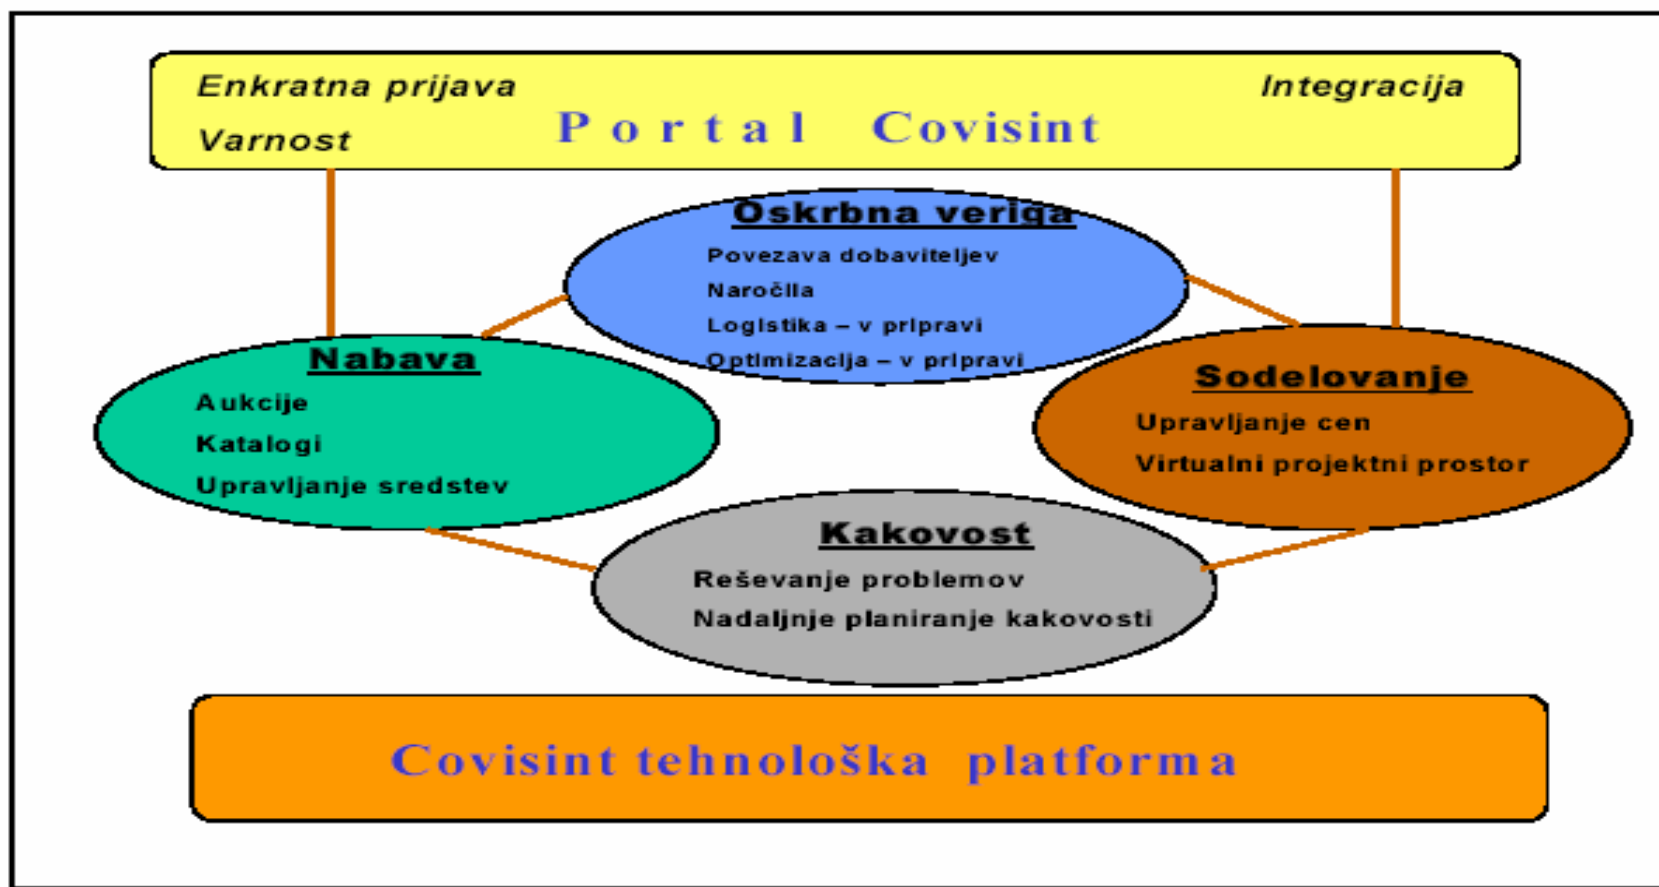 Enkratna prijava
Integracija
Portal Covisint
Varnost
Oskrbna veriga
Povezava dobaviteljev
Naročila
Logistika – v pripravi
Optimizacija – v pripravi
Nabava
Aukcije
Katalogi
Upravljanje sredstev
Sodelovanje
Upravljanje cen
Virtualni projektni prostor
Kakovost
Reševanje problemov
Nadaljnje planiranje kakovosti
Covisint tehnološka platforma